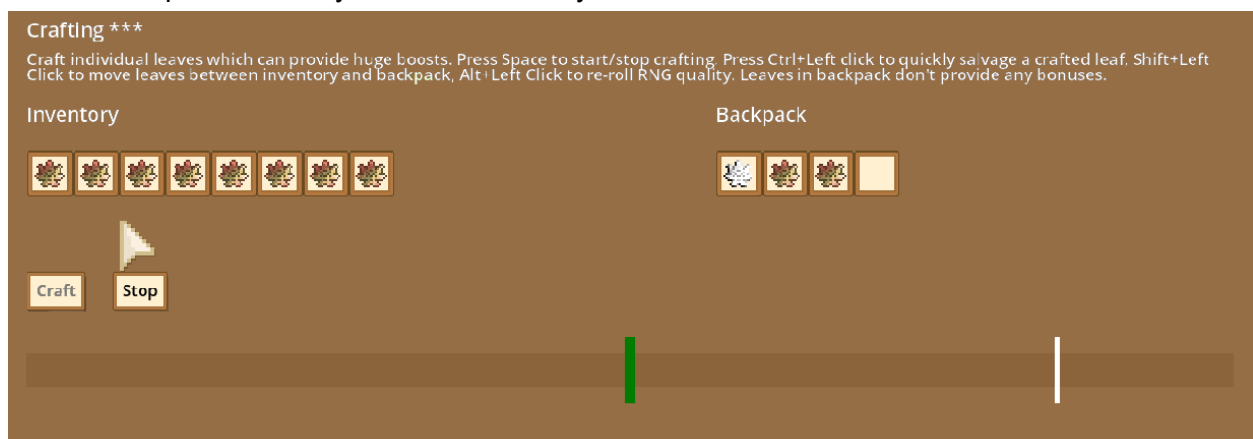 Crafting ***
Craft individual leaves which can provide huge boosts. Press Space to start/stop crafting. Press Ctrl+Left click to quickly salvage a crafted leaf. Shift+Left
Click to move leaves between inventory and backpack, Alt+Left Click to re-roll RNG quality. Leaves in backpack don't provide any bonuses.
Inventory
Backpack
Craft
Stop